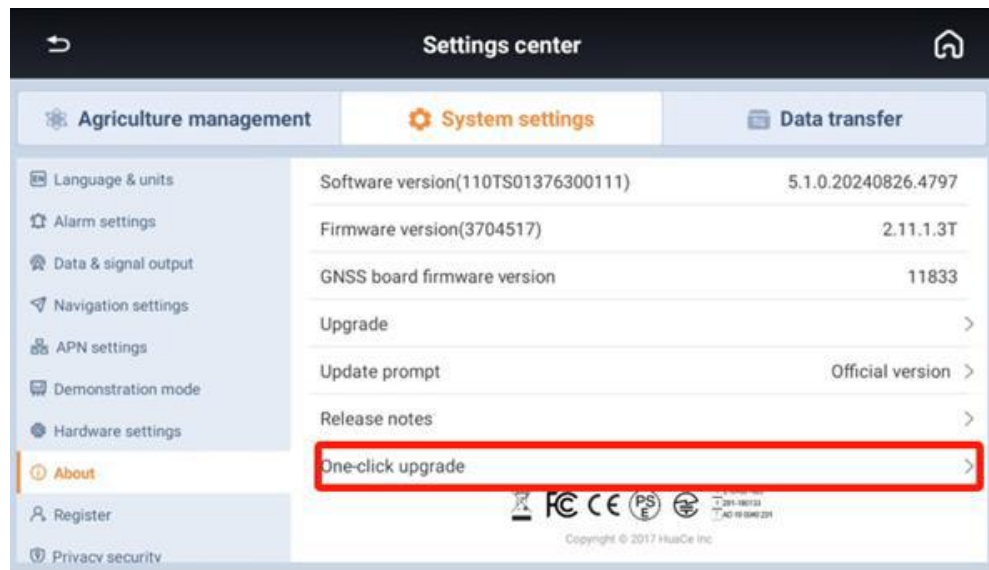 Settings center
Agriculture management
System settings
Data transfer
Language & units
Alarm settings
Data & signal output
Navigation settings
APN settings
Demonstration mode
Hardware settings
About
Register
Privacy security
Software version(110TS01376300111) 5.1.0.20240826.4797
Firmware version(3704517) 2.11.1.3T
GNSS board firmware version 11833
Upgrade
Update prompt Official version
Release notes
One-click upgrade
FC CE PS E
Copyright © 2017 HuaCe Inc